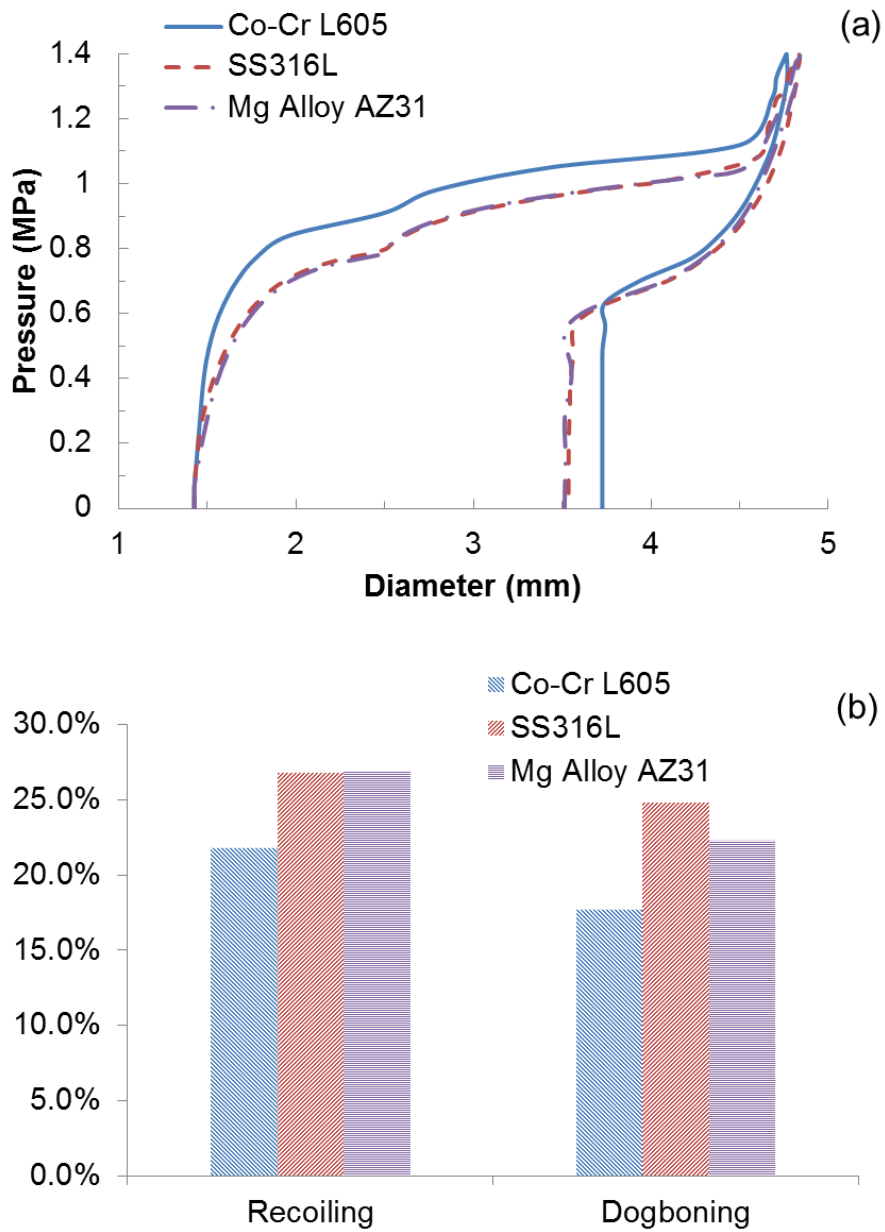 (a)
Co-Cr L605
SS316L
Mg Alloy AZ31
1.4
1.2
1
0.8
0.6
0.4
0.2
0
Pressure (MPa)
1 2 3 4 5
Diameter (mm)
(b)
Co-Cr L605
SS316L
Mg Alloy AZ31
30.0%
25.0%
20.0%
15.0%
10.0%
5.0%
0.0%
Recoiling Dogboning